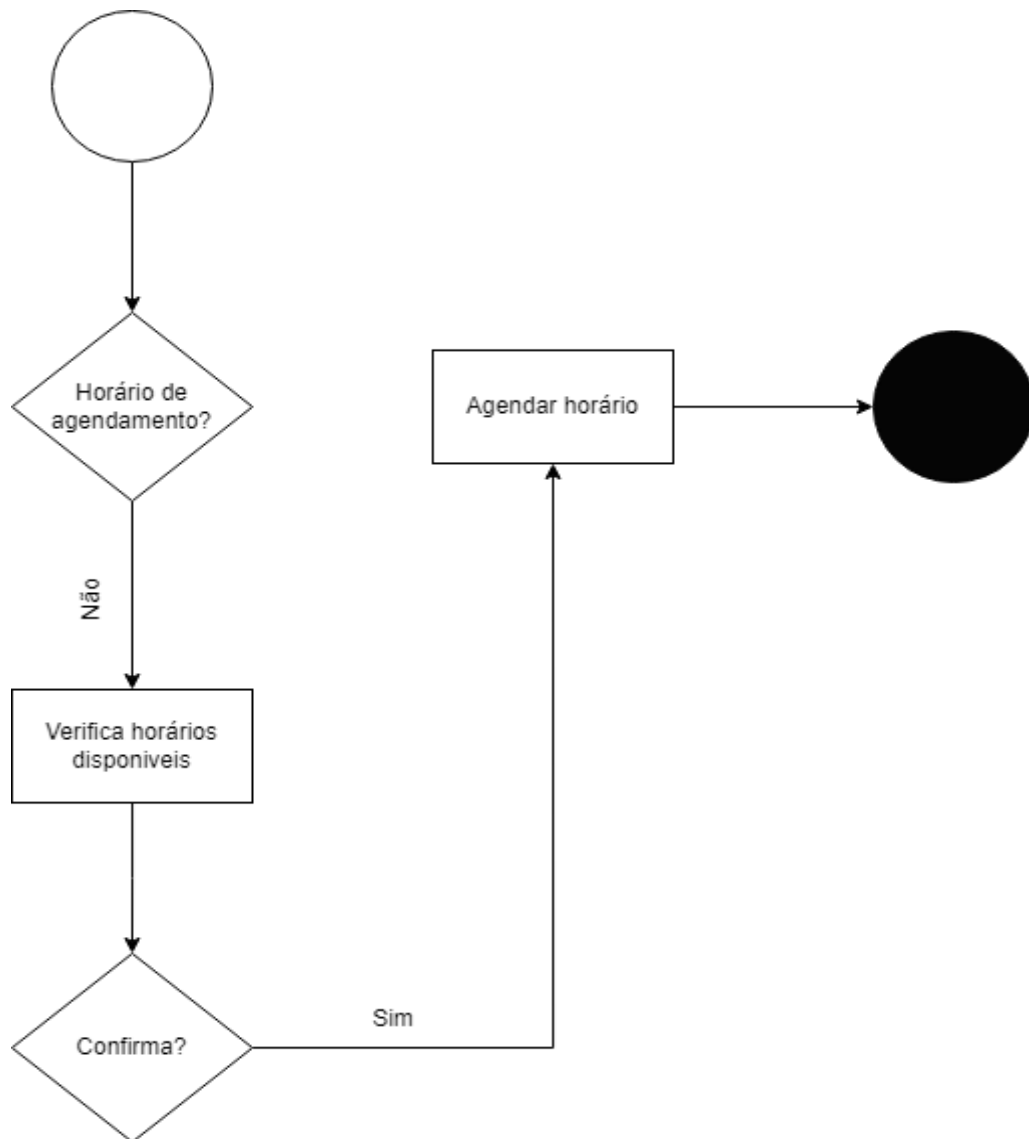 Horário de
agendamento?
Agendar horário
Não
Verifica horários
disponiveis
Sim
Confirma?